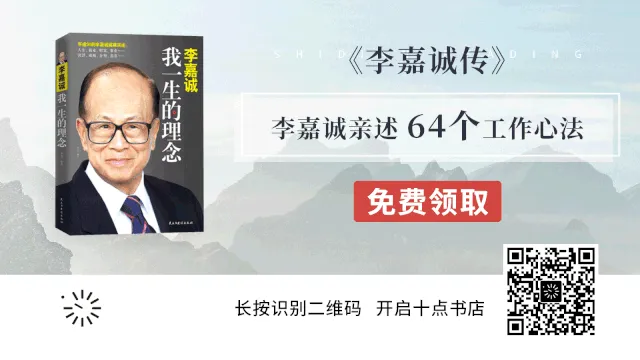 《李嘉诚传》
李嘉诚亲述 64个工作心法
免费领取
李嘉诚
我一生的理念
李嘉诚
我一生的理念
长按识别二维码 开启十点书店